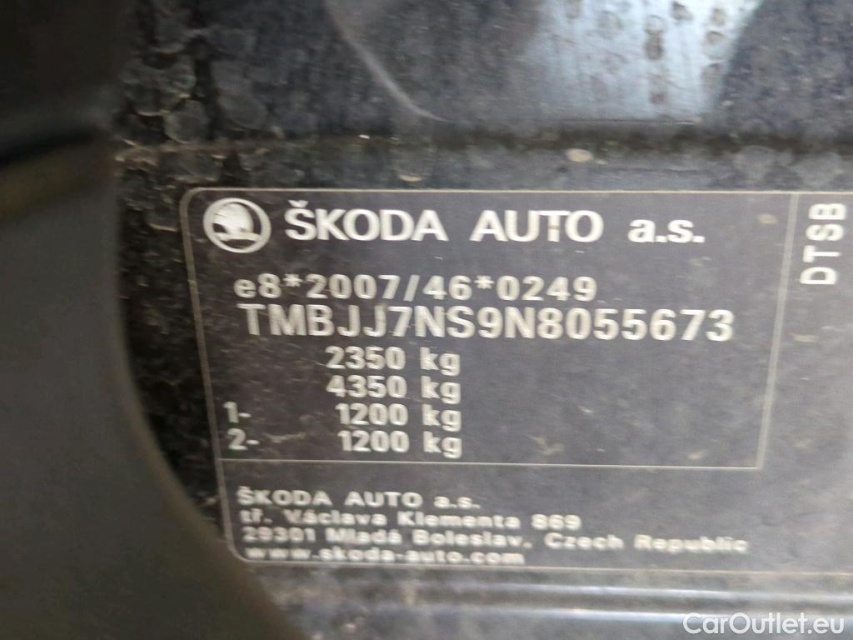 ŠKODA AUTO a.s.
DTSB
e8*2007/46*0249
TMBJJ7NS9N8055673
2350 kg
4350 kg
1- 1200 kg
2- 1200 kg
ŠKODA AUTO a.s.
tř. Václava Klementa 869
29301 Mladá Boleslav, Czech Republic
www.skoda-auto.com
CarOutlet.eu